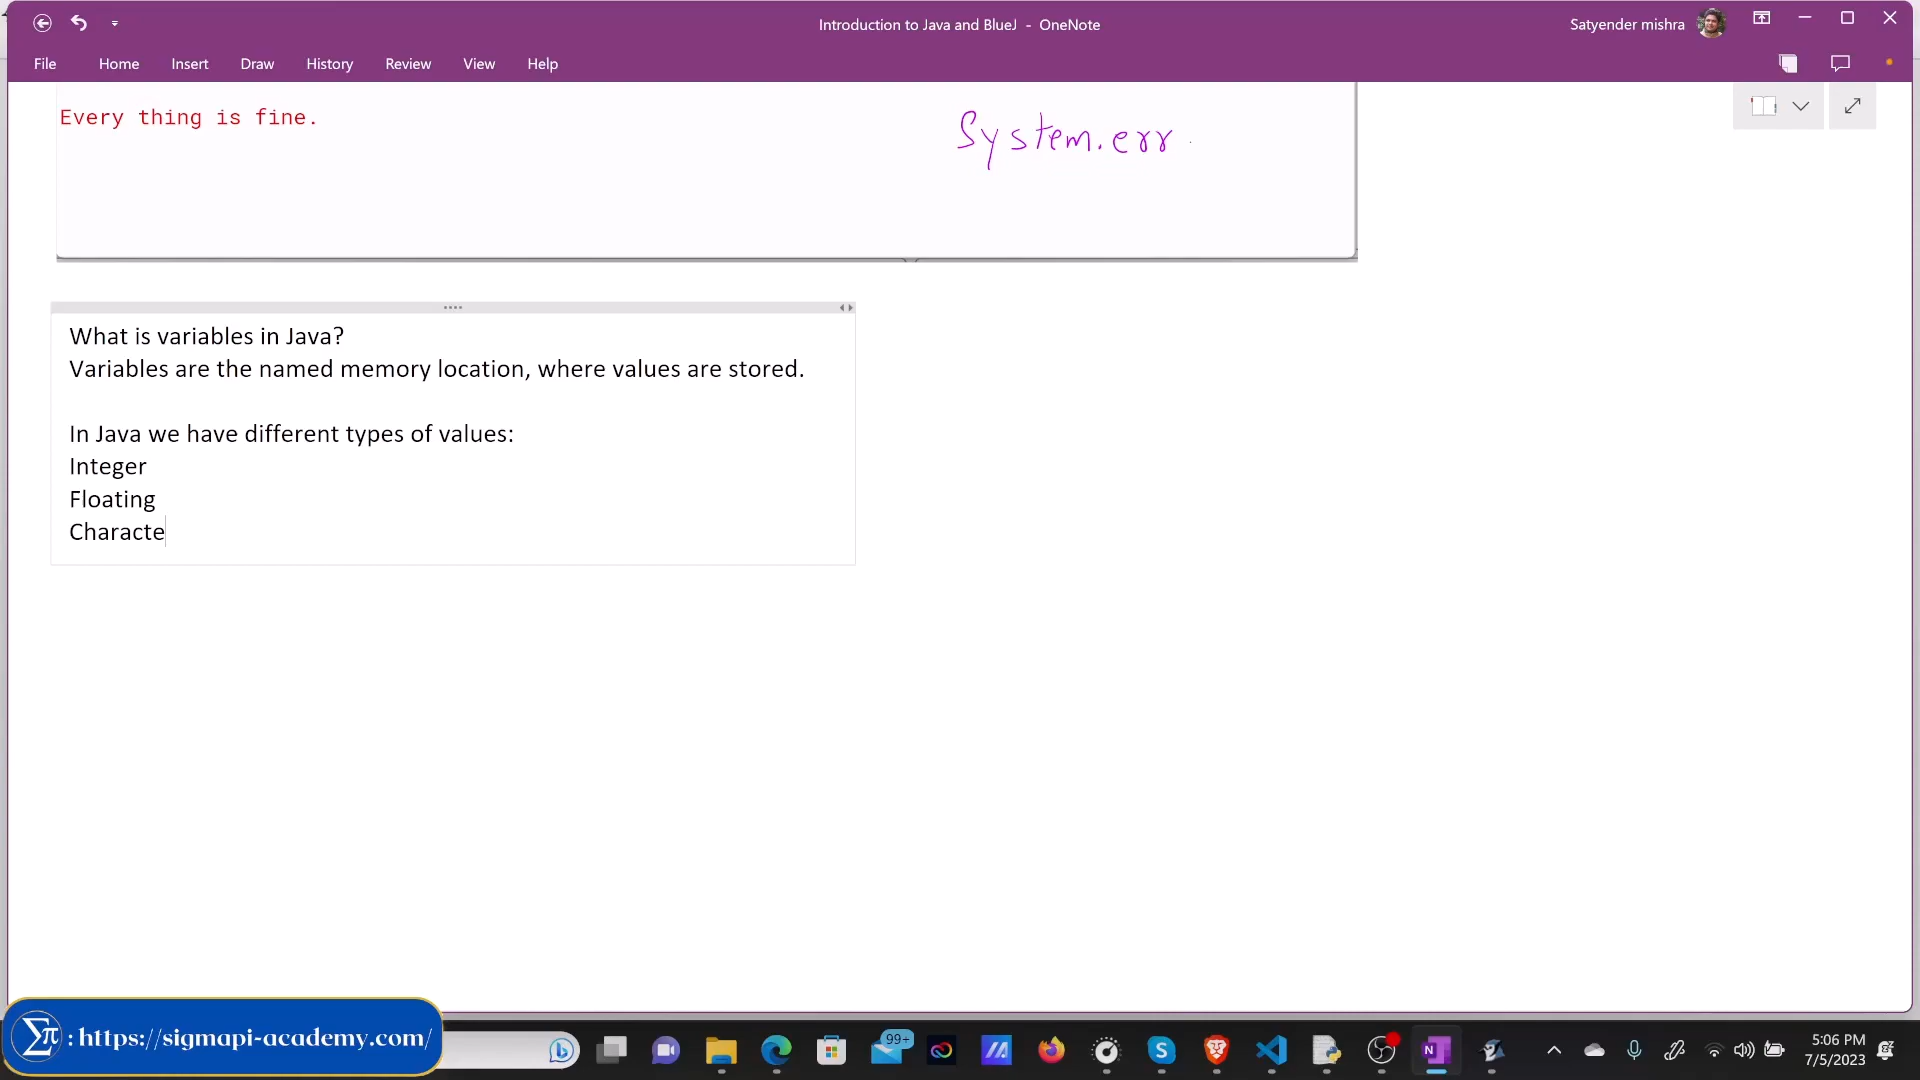 Introduction to Java and BlueJ - OneNote
Satyender mishra
File Home Insert Draw History Review View Help
Every thing is fine.
System.err
What is variables in Java?
Variables are the named memory location, where values are stored.
In Java we have different types of values:
Integer
Floating
Characte
Σπ : https://sigmapi-academy.com/
99+
5:06 PM
7/5/2023